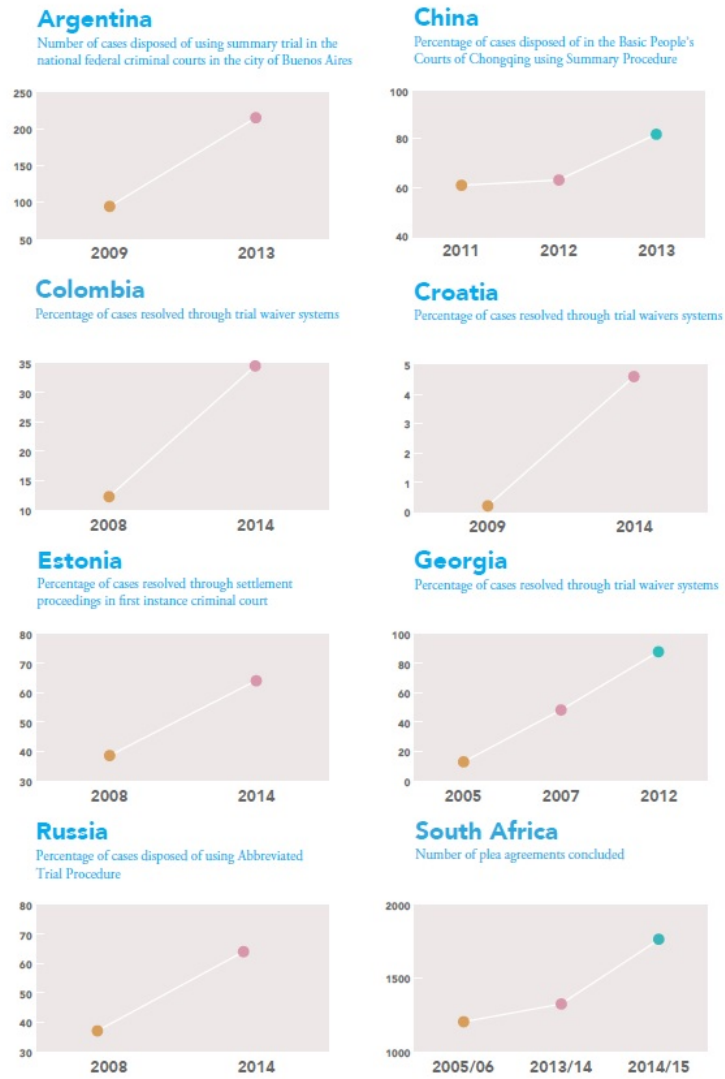 Argentina
Number of cases disposed of using summary trial in the
national federal criminal courts in the city of Buenos Aires
250
200
150
100
50
2009 2013
China
Percentage of cases disposed of in the Basic People's
Courts of Chongqing using Summary Procedure
100
80
60
40
2011 2012 2013
Colombia
Percentage of cases resolved through trial waiver systems
35
30
25
20
15
10
2008 2014
Croatia
Percentage of cases resolved through trial waivers systems
5
4
3
2
1
0
2009 2014
Estonia
Percentage of cases resolved through settlement
proceedings in first instance criminal court
80
70
60
50
40
30
2008 2014
Georgia
Percentage of cases resolved through trial waiver systems
100
80
60
40
20
0
2005 2007 2012
Russia
Percentage of cases disposed of using Abbreviated
Trial Procedure
80
70
60
50
40
30
2008 2014
South Africa
Number of plea agreements concluded
2000
1500
1000
2005/06 2013/14 2014/15